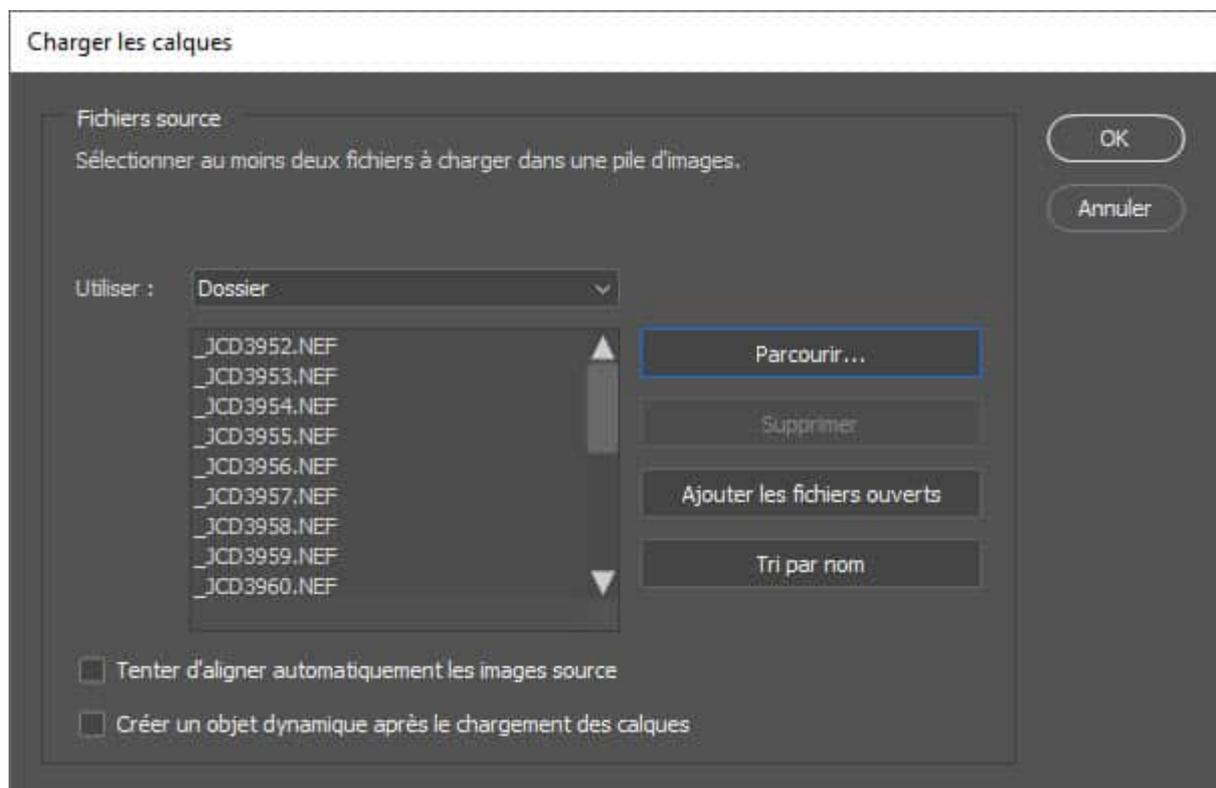 Charger les calques
Fichiers source
Sélectionner au moins deux fichiers à charger dans une pile d'images.
OK
Annuler
Utiliser :
Dossier
_JCD3952.NEF
_JCD3953.NEF
_JCD3954.NEF
_JCD3955.NEF
_JCD3956.NEF
_JCD3957.NEF
_JCD3958.NEF
_JCD3959.NEF
_JCD3960.NEF
Parcourir...
Supprimer
Ajouter les fichiers ouverts
Tri par nom
Tenter d'aligner automatiquement les images source
Créer un objet dynamique après le chargement des calques